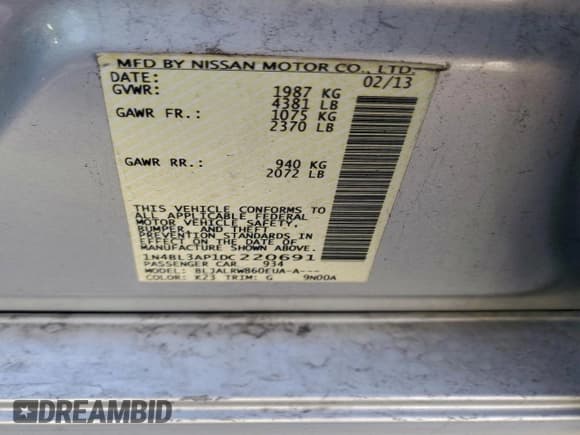 MFD BY NISSAN MOTOR CO., LTD.
DATE: 02/13
GVWR: 1987 KG
4381 LB
GAWR FR.: 1075 KG
2370 LB
GAWR RR.: 940 KG
2072 LB
THIS VEHICLE CONFORMS TO
ALL APPLICABLE FEDERAL
MOTOR VEHICLE SAFETY,
BUMPER, AND THEFT
PREVENTION STANDARDS IN
EFFECT ON THE DATE OF
MANUFACTURE SHOWN ABOVE.
1N4BL3AP1DC220691
PASSENGER CAR 934
MODEL: BLJALRWB60EUA-A---
COLOR: K23 TRIM: G 9N00A
DREAMBID